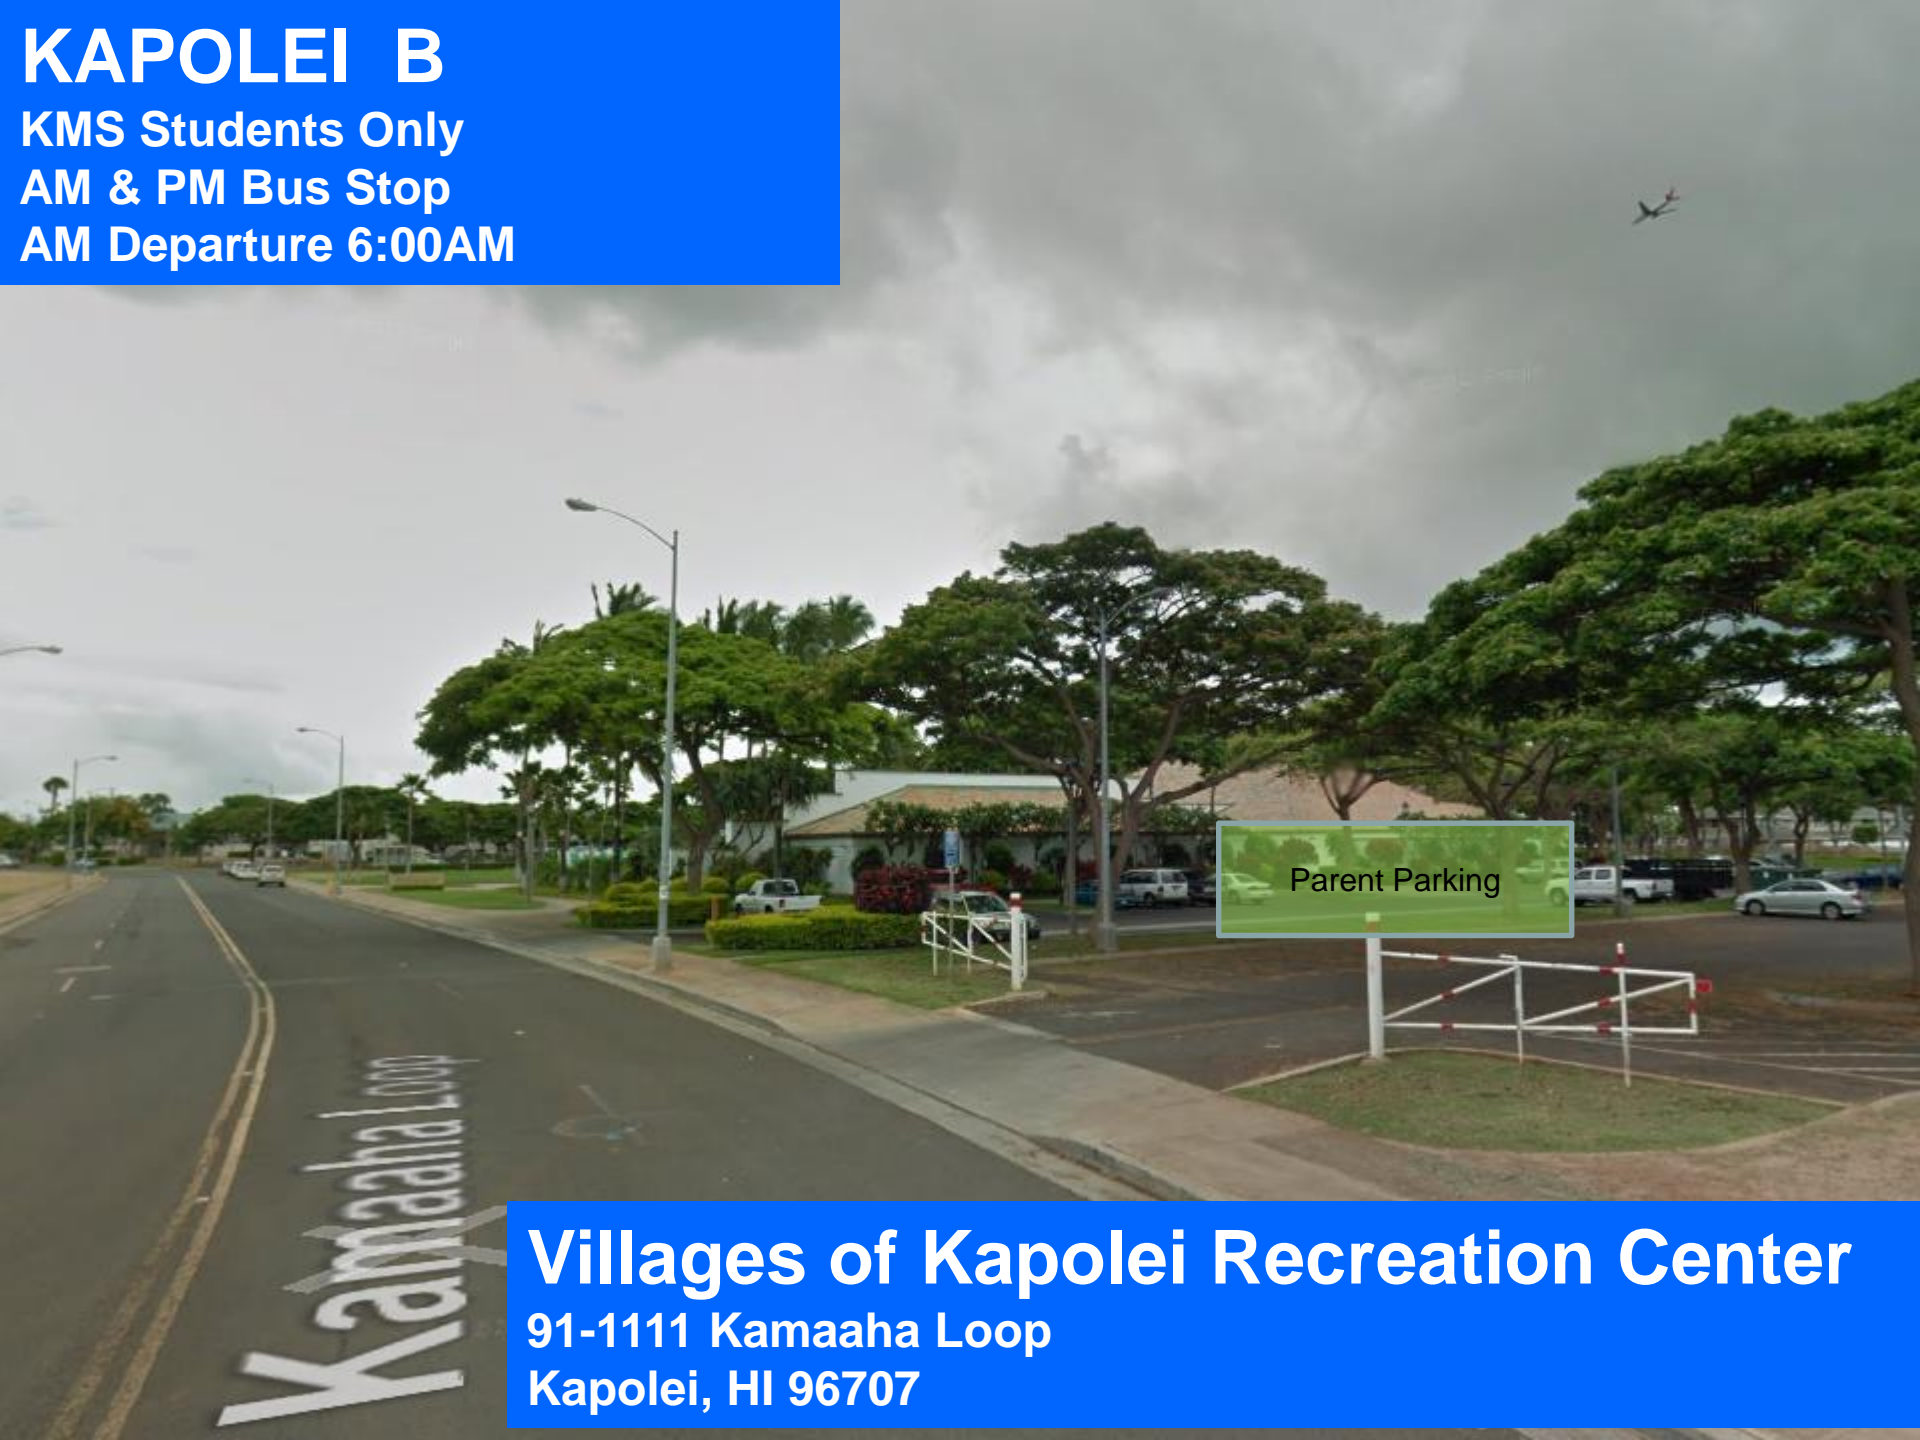 KAPOLEI B
KMS Students Only
AM & PM Bus Stop
AM Departure 6:00AM
Parent Parking
Kamaaha Loop
Villages of Kapolei Recreation Center
91-1111 Kamaaha Loop
Kapolei, HI 96707